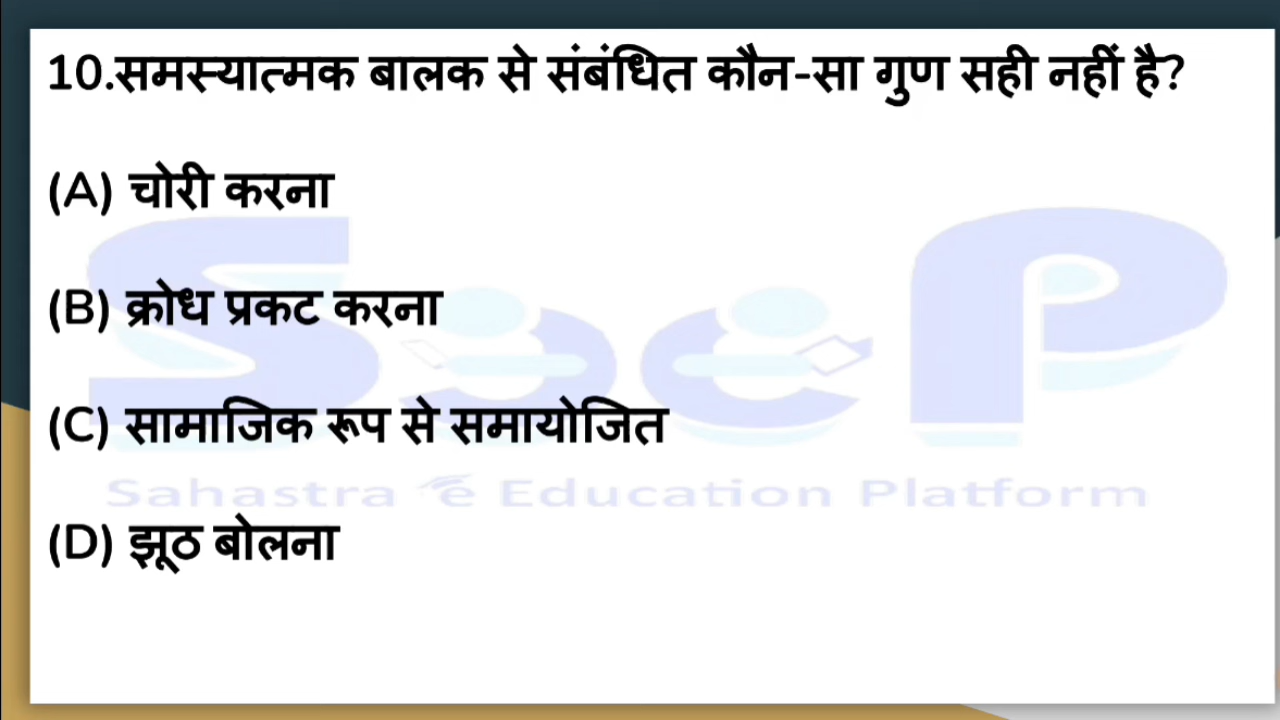 10.समस्यात्मक बालक से संबंधित कौन-सा गुण सही नहीं है?
(A) चोरी करना
(B) क्रोध प्रकट करना
(C) सामाजिक रूप से समायोजित
Sahastra e Education Platform
(D) झूठ बोलना